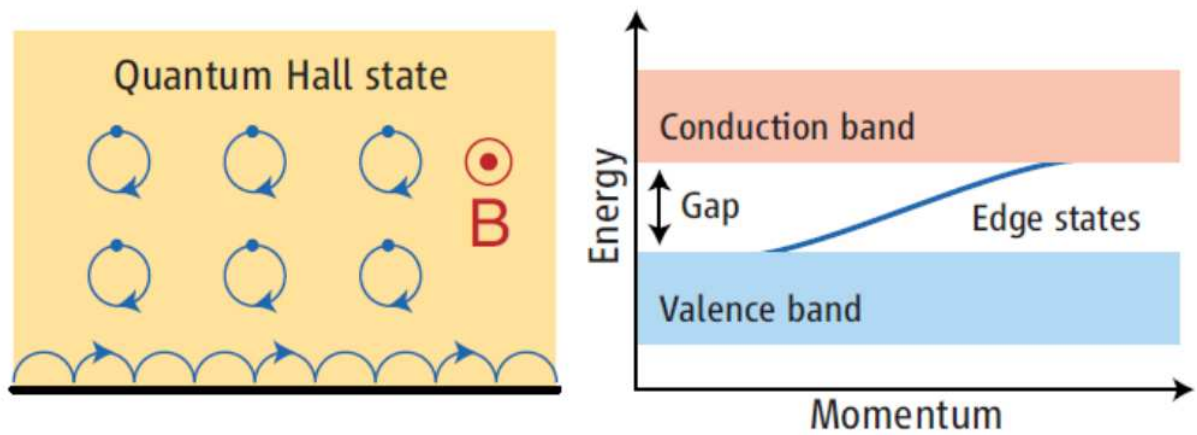 Quantum Hall state
B
Energy
Conduction band
Gap
Edge states
Valence band
Momentum